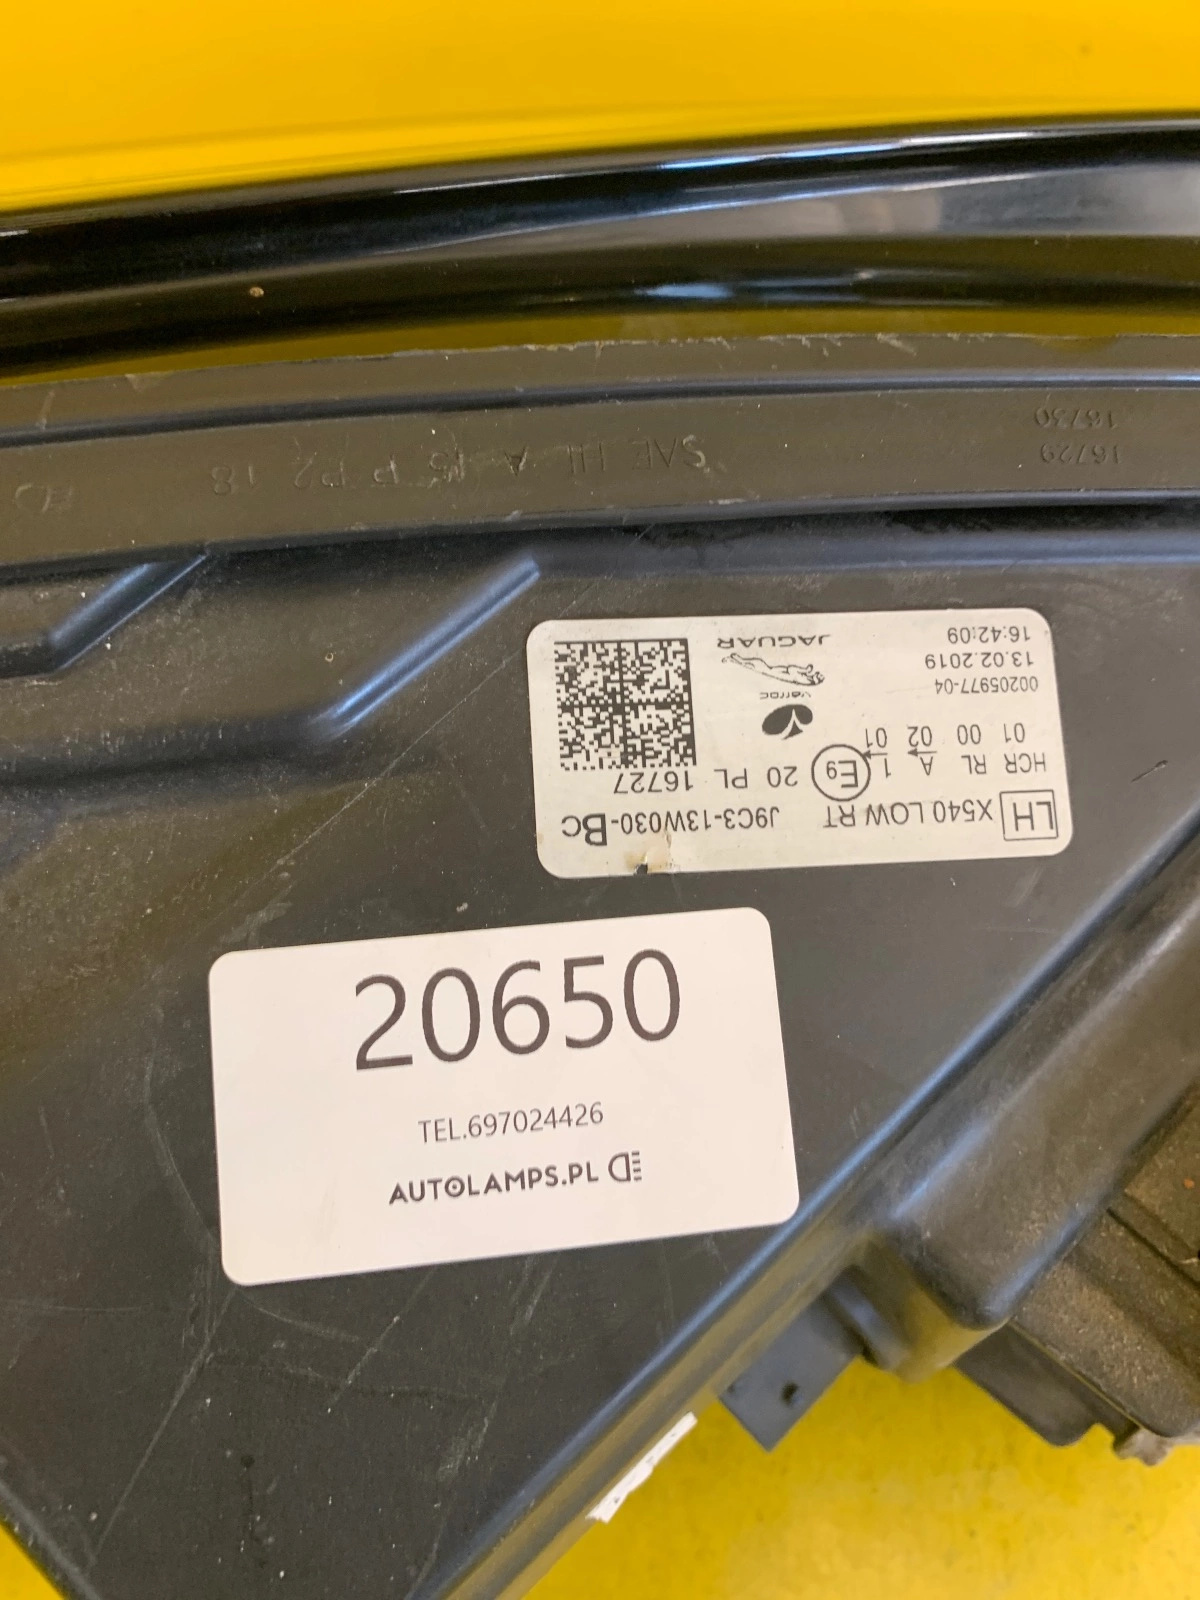 16729
16730
SAE HL A
P2 18
LH X540 LOW RT J9C3-13W030-BC
HCR RL A 1 E9 20 PL 16727
01 00 02 01
00205977-04
13.02.2019
16:42:09
varroc
JAGUAR
20650
TEL.697024426
AUTOLAMPS.PL